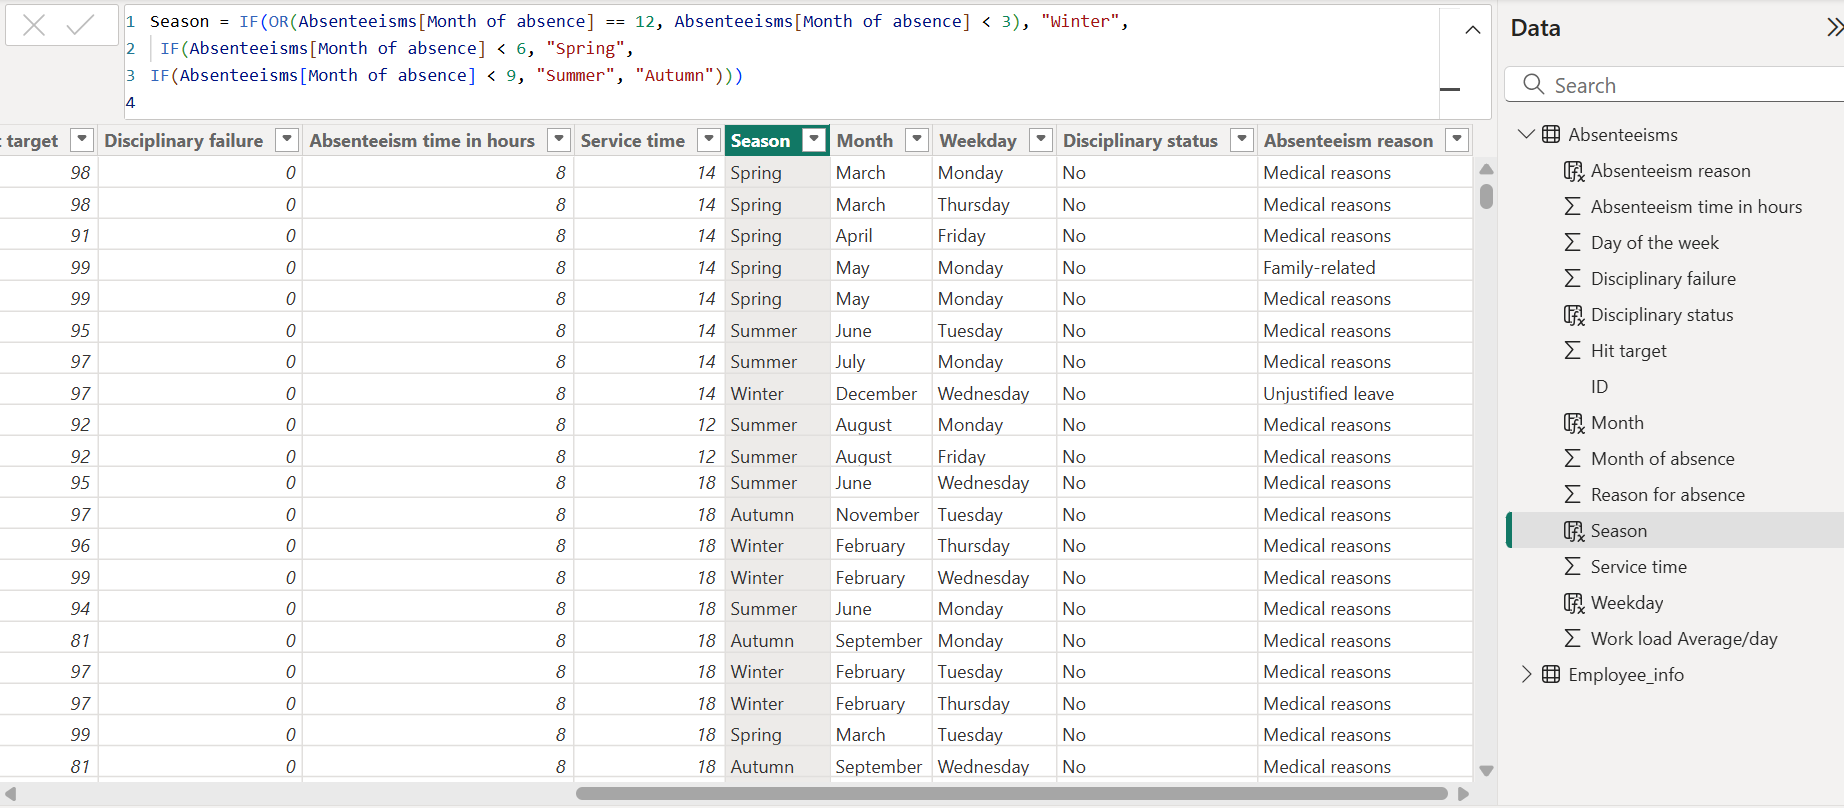 1 Season = IF(OR(Absenteeisms[Month of absence] == 12, Absenteeisms[Month of absence] < 3), "Winter",
2 IF(Absenteeisms[Month of absence] < 6, "Spring",
3 IF(Absenteeisms[Month of absence] < 9, "Summer", "Autumn")))
4
target Disciplinary failure Absenteeism time in hours Service time Season Month Weekday Disciplinary status Absenteeism reason
98 0 8 14 Spring March Monday No Medical reasons
98 0 8 14 Spring March Thursday No Medical reasons
91 0 8 14 Spring April Friday No Medical reasons
99 0 8 14 Spring May Monday No Family-related
99 0 8 14 Spring May Monday No Medical reasons
95 0 8 14 Summer June Tuesday No Medical reasons
97 0 8 14 Summer July Monday No Medical reasons
97 0 8 14 Winter December Wednesday No Unjustified leave
92 0 8 12 Summer August Monday No Medical reasons
92 0 8 12 Summer August Friday No Medical reasons
95 0 8 18 Summer June Wednesday No Medical reasons
97 0 8 18 Autumn November Tuesday No Medical reasons
96 0 8 18 Winter February Thursday No Medical reasons
99 0 8 18 Winter February Wednesday No Medical reasons
94 0 8 18 Summer June Monday No Medical reasons
81 0 8 18 Autumn September Monday No Medical reasons
97 0 8 18 Winter February Tuesday No Medical reasons
97 0 8 18 Winter February Thursday No Medical reasons
99 0 8 18 Spring March Tuesday No Medical reasons
81 0 8 18 Autumn September Wednesday No Medical reasons
Data
Search
Absenteeisms
Absenteeism reason
Absenteeism time in hours
Day of the week
Disciplinary failure
Disciplinary status
Hit target
ID
Month
Month of absence
Reason for absence
Season
Service time
Weekday
Work load Average/day
Employee_info